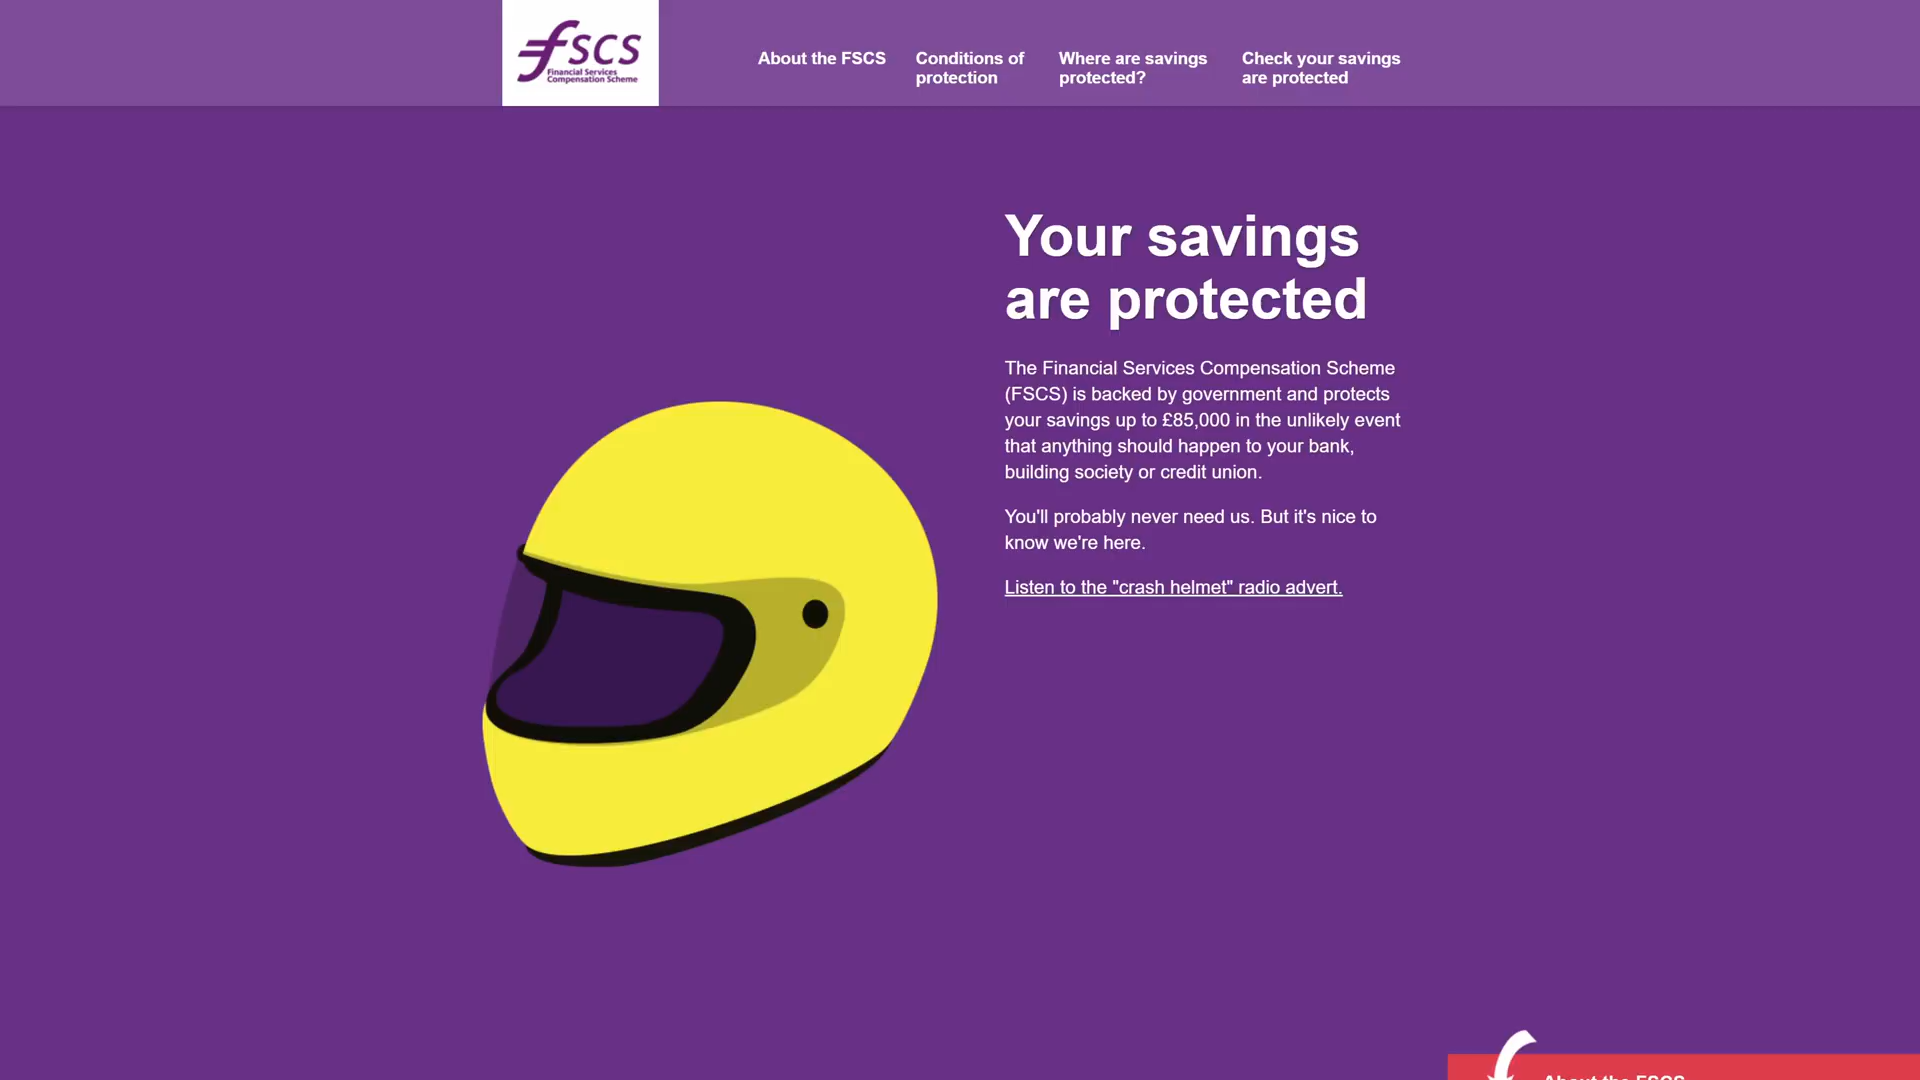 fscs
Financial Services
Compensation Scheme
About the FSCS
Conditions of
protection
Where are savings
protected?
Check your savings
are protected
Your savings
are protected
The Financial Services Compensation Scheme
(FSCS) is backed by government and protects
your savings up to £85,000 in the unlikely event
that anything should happen to your bank,
building society or credit union.
You'll probably never need us. But it's nice to
know we're here.
Listen to the "crash helmet" radio advert.
About the FSCS